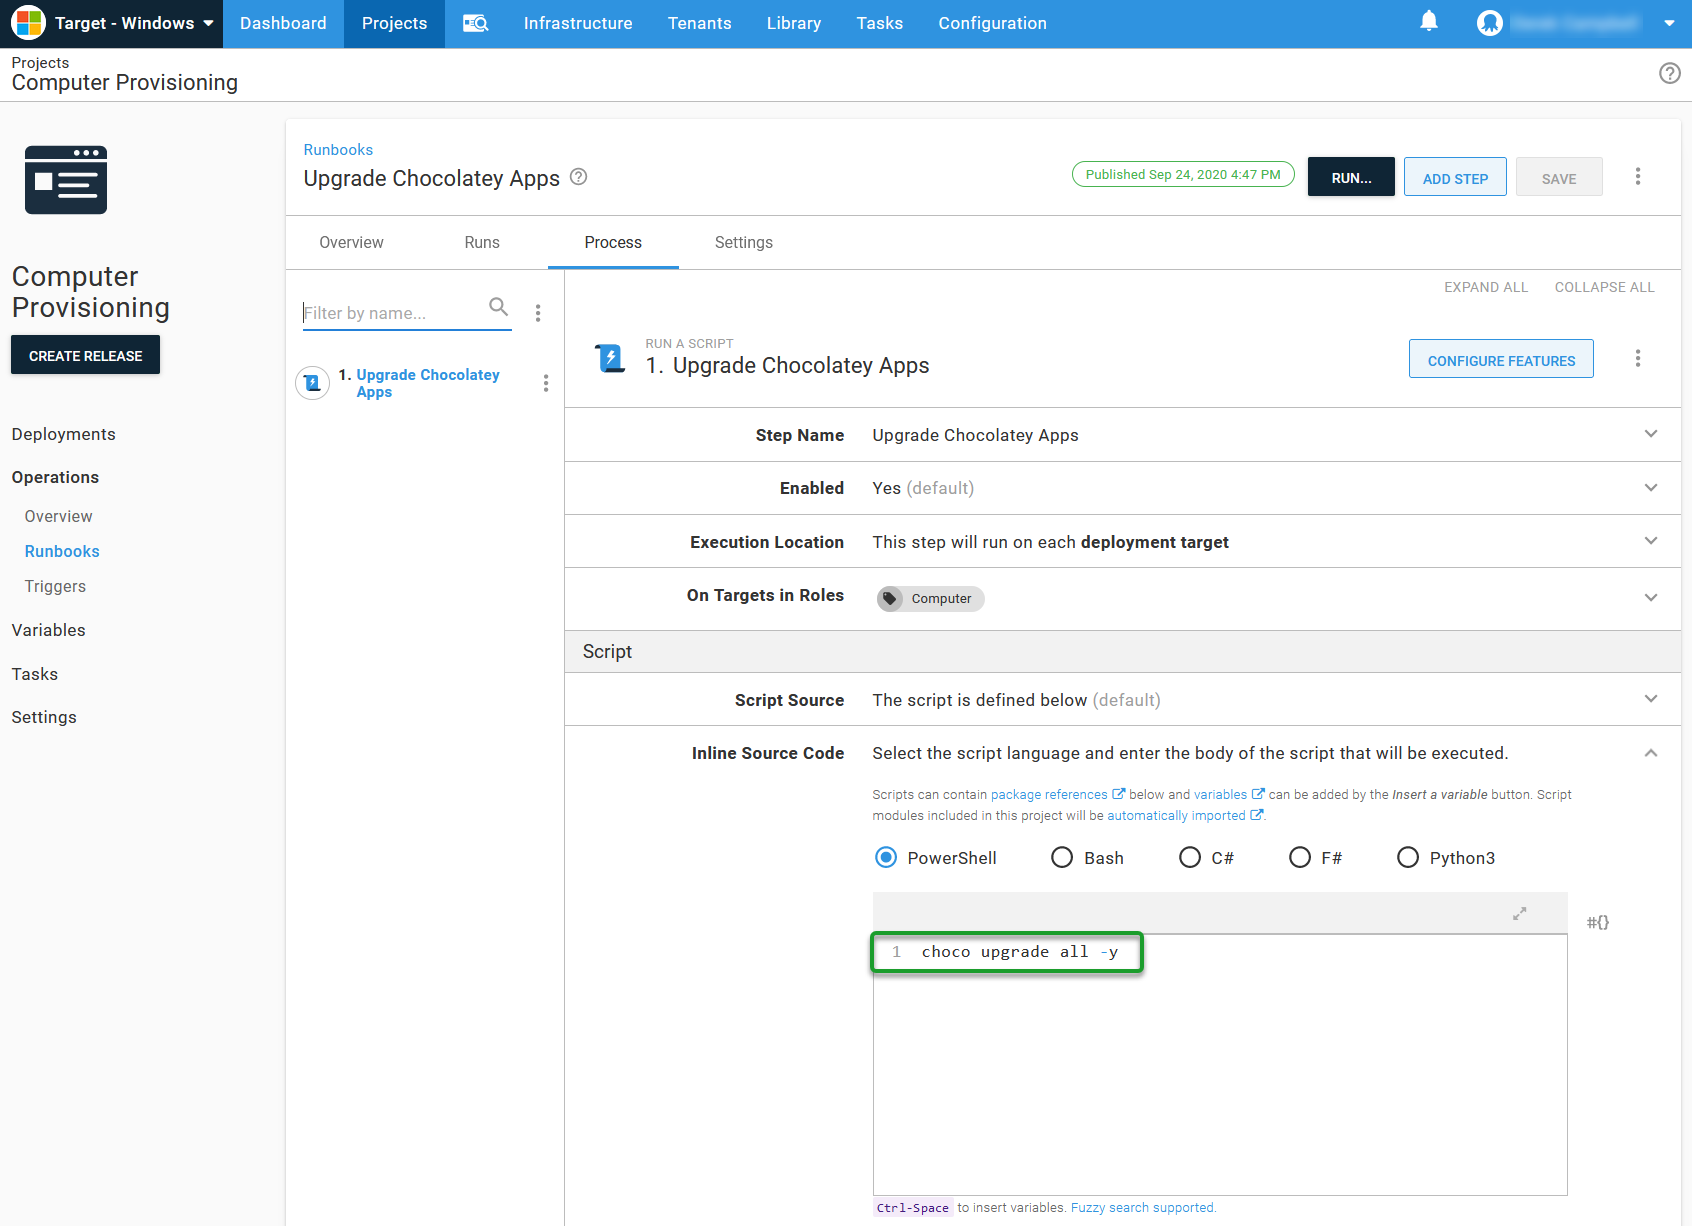 Target - Windows
Dashboard
Projects
Infrastructure
Tenants
Library
Tasks
Configuration
Projects
Computer Provisioning
Computer
Provisioning
CREATE RELEASE
Deployments
Operations
Overview
Runbooks
Triggers
Variables
Tasks
Settings
Runbooks
Upgrade Chocolatey Apps
Published Sep 24, 2020 4:47 PM
RUN...
ADD STEP
SAVE
Overview
Runs
Process
Settings
Filter by name...
1. Upgrade Chocolatey
Apps
EXPAND ALL
COLLAPSE ALL
RUN A SCRIPT
1. Upgrade Chocolatey Apps
CONFIGURE FEATURES
Step Name
Upgrade Chocolatey Apps
Enabled
Yes (default)
Execution Location
This step will run on each deployment target
On Targets in Roles
Computer
Script
Script Source
The script is defined below (default)
Inline Source Code
Select the script language and enter the body of the script that will be executed.
Scripts can contain package references below and variables can be added by the Insert a variable button. Script
modules included in this project will be automatically imported.
PowerShell
Bash
C#
F#
Python3
#{}
1 choco upgrade all -y
Ctrl-Space to insert variables. Fuzzy search supported.